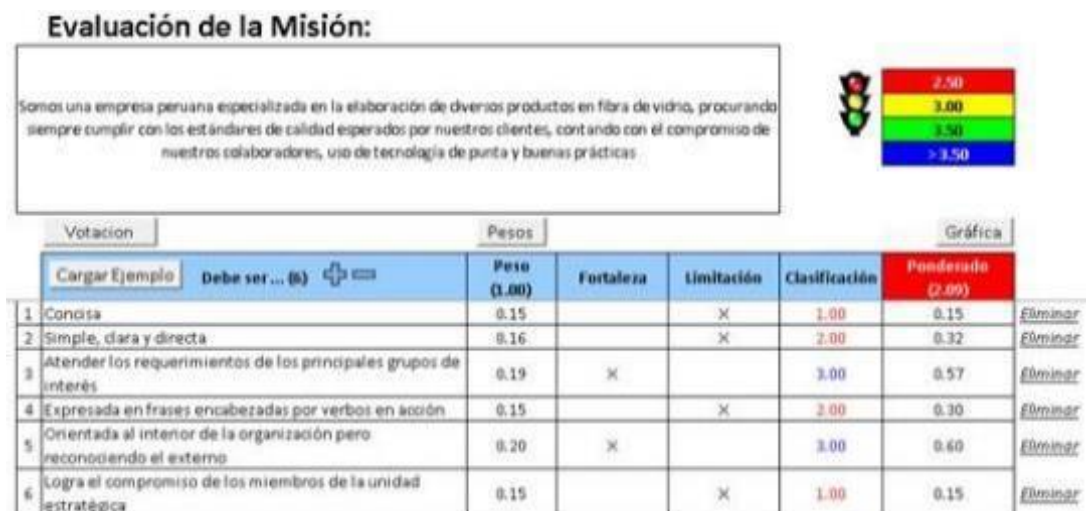 Evaluación de la Misión:
Somos una empresa peruana especializada en la elaboración de diversos productos en fibra de vidrio, procurando
siempre cumplir con los estándares de calidad esperados por nuestros clientes, contando con el compromiso de
nuestros colaboradores, uso de tecnología de punta y buenas prácticas
2.50
3.00
3.50
>3.50
Votacion Pesos Gráfica
Cargar Ejemplo Debe ser... (6) Peso (1.00) Fortaleza Limitación Clasificación Ponderado (2.09)
1 Concisa 0.15 X 1.00 0.15 Eliminar
2 Simple, clara y directa 0.16 X 2.00 0.32 Eliminar
3 Atender los requerimientos de los principales grupos de
interés 0.19 X 3.00 0.57 Eliminar
4 Expresada en frases encabezadas por verbos en acción 0.15 X 2.00 0.30 Eliminar
5 Orientada al interior de la organización pero
reconociendo el externo 0.20 X 3.00 0.60 Eliminar
6 Logra el compromiso de los miembros de la unidad
estratégica 0.15 X 1.00 0.15 Eliminar